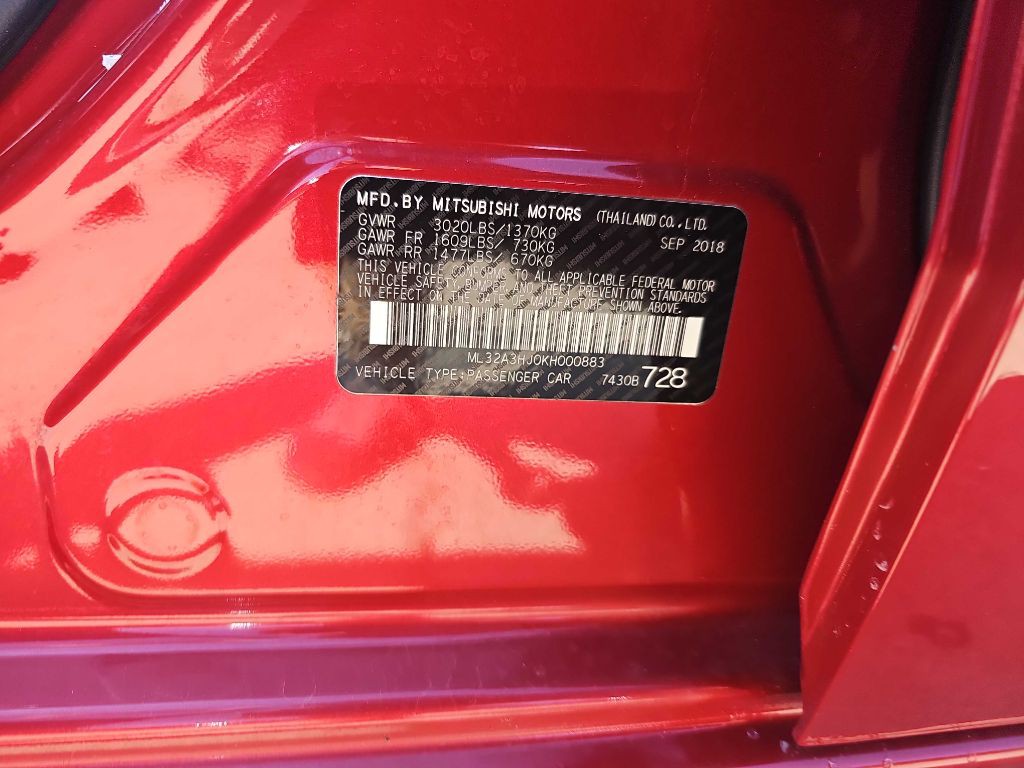 MFD.BY MITSUBISHI MOTORS (THAILAND)CO.,LTD.
GVWR 3020LBS/1370KG SEP 2018
GAWR FR 1609LBS/ 730KG
GAWR RR 1477LBS/ 670KG
THIS VEHICLE CONFORMS TO ALL APPLICABLE FEDERAL MOTOR
VEHICLE SAFETY, BUMPER, AND THEFT PREVENTION STANDARDS
IN EFFECT ON THE DATE OF MANUFACTURE SHOWN ABOVE.
ML32A3HJ0KH000883
VEHICLE TYPE:PASSENGER CAR 7430B 728